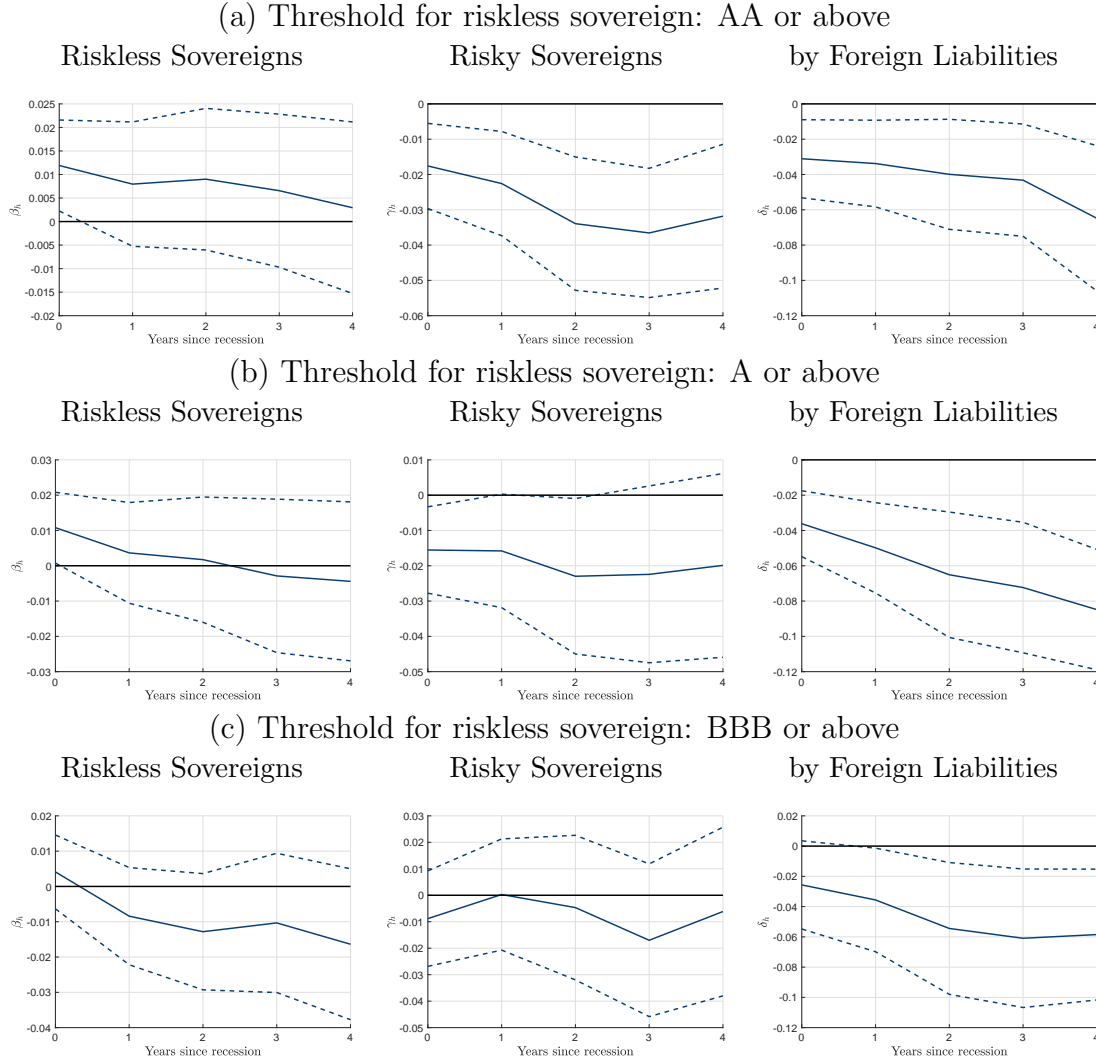 (a) Threshold for riskless sovereign: AA or above
Riskless Sovereigns Risky Sovereigns by Foreign Liabilities
0.025
0.02
0.015
0.01
0.005
0
-0.005
-0.01
-0.015
-0.02
βh
0 1 2 3 4
Years since recession
0
-0.01
-0.02
-0.03
-0.04
-0.05
-0.06
γh
0 1 2 3 4
Years since recession
0
-0.02
-0.04
-0.06
-0.08
-0.1
-0.12
δh
0 1 2 3 4
Years since recession
(b) Threshold for riskless sovereign: A or above
Riskless Sovereigns Risky Sovereigns by Foreign Liabilities
0.03
0.02
0.01
0
-0.01
-0.02
-0.03
βh
0 1 2 3 4
Years since recession
0.01
0
-0.01
-0.02
-0.03
-0.04
-0.05
γh
0 1 2 3 4
Years since recession
0
-0.02
-0.04
-0.06
-0.08
-0.1
-0.12
δh
0 1 2 3 4
Years since recession
(c) Threshold for riskless sovereign: BBB or above
Riskless Sovereigns Risky Sovereigns by Foreign Liabilities
0.02
0.01
0
-0.01
-0.02
-0.03
-0.04
βh
0 1 2 3 4
Years since recession
0.03
0.02
0.01
0
-0.01
-0.02
-0.03
-0.04
-0.05
γh
0 1 2 3 4
Years since recession
0.02
0
-0.02
-0.04
-0.06
-0.08
-0.1
-0.12
δh
0 1 2 3 4
Years since recession